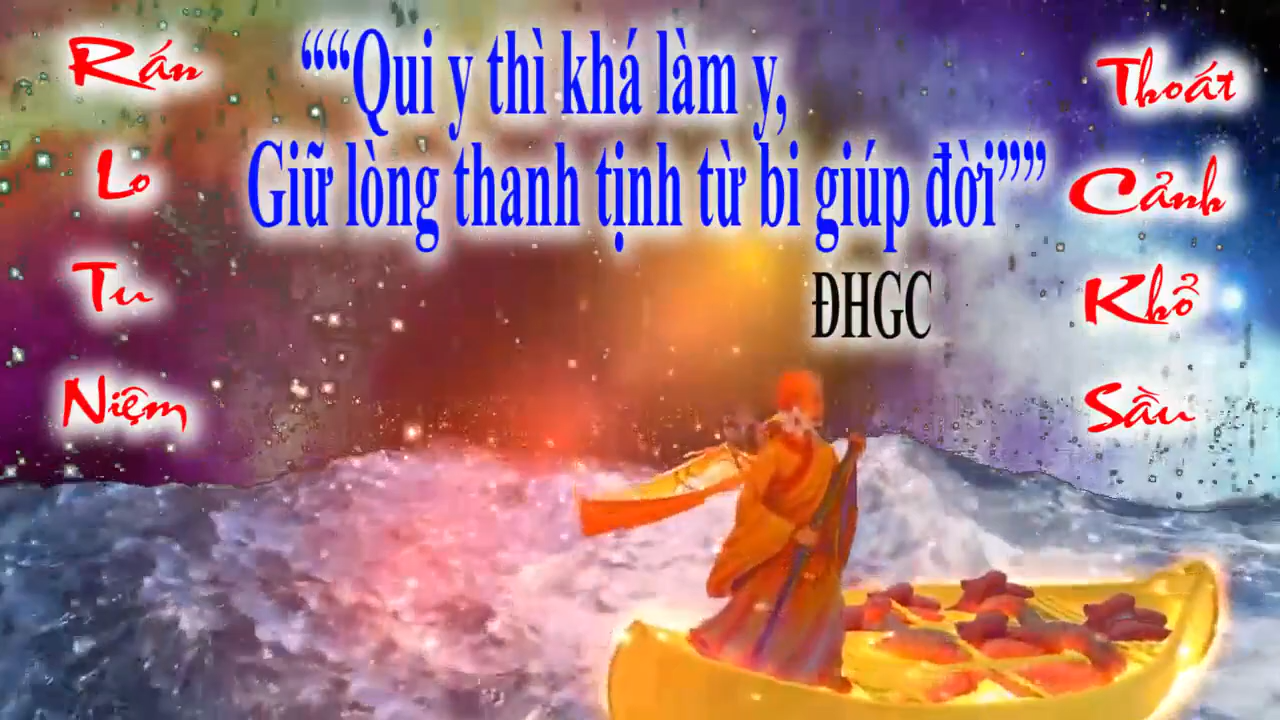 ““Qui y thì khá làm y,
Giữ lòng thanh tịnh từ bi giúp đời””
ĐHGC
Rấn
Lo
Tu
Niệm
Thoát
Cảnh
Khổ
Sầu